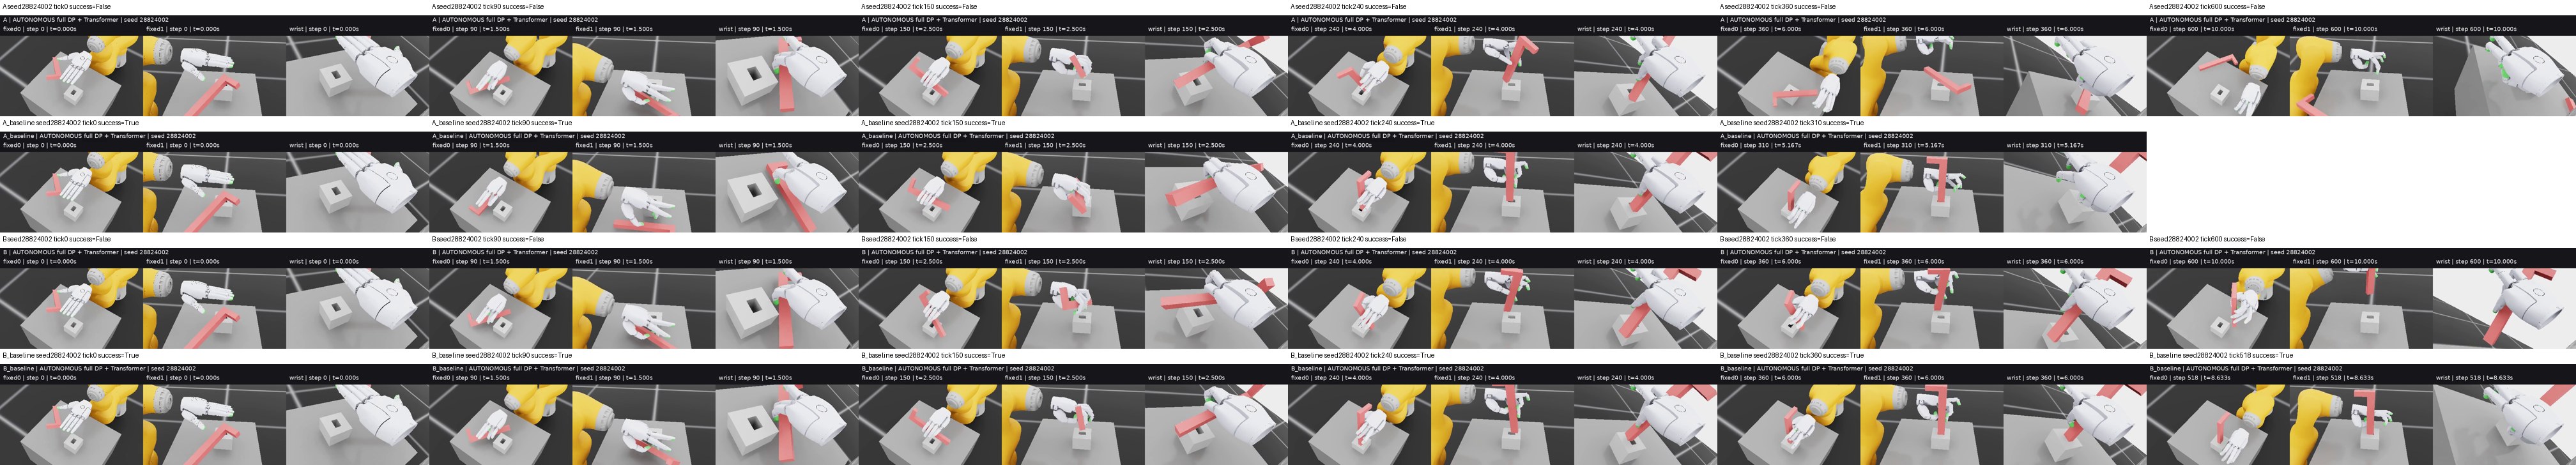 A seed28824002 tick0 success=False
A | AUTONOMOUS full DP + Transformer | seed 28824002
fixed0 | step 0 | t=0.000s fixed1 | step 0 | t=0.000s wrist | step 0 | t=0.000s
A seed28824002 tick90 success=False
A | AUTONOMOUS full DP + Transformer | seed 28824002
fixed0 | step 90 | t=1.500s fixed1 | step 90 | t=1.500s wrist | step 90 | t=1.500s
A seed28824002 tick150 success=False
A | AUTONOMOUS full DP + Transformer | seed 28824002
fixed0 | step 150 | t=2.500s fixed1 | step 150 | t=2.500s wrist | step 150 | t=2.500s
A seed28824002 tick240 success=False
A | AUTONOMOUS full DP + Transformer | seed 28824002
fixed0 | step 240 | t=4.000s fixed1 | step 240 | t=4.000s wrist | step 240 | t=4.000s
A seed28824002 tick360 success=False
A | AUTONOMOUS full DP + Transformer | seed 28824002
fixed0 | step 360 | t=6.000s fixed1 | step 360 | t=6.000s wrist | step 360 | t=6.000s
A seed28824002 tick600 success=False
A | AUTONOMOUS full DP + Transformer | seed 28824002
fixed0 | step 600 | t=10.000s fixed1 | step 600 | t=10.000s wrist | step 600 | t=10.000s
A_baseline seed28824002 tick0 success=True
A_baseline | AUTONOMOUS full DP + Transformer | seed 28824002
fixed0 | step 0 | t=0.000s fixed1 | step 0 | t=0.000s wrist | step 0 | t=0.000s
A_baseline seed28824002 tick90 success=True
A_baseline | AUTONOMOUS full DP + Transformer | seed 28824002
fixed0 | step 90 | t=1.500s fixed1 | step 90 | t=1.500s wrist | step 90 | t=1.500s
A_baseline seed28824002 tick150 success=True
A_baseline | AUTONOMOUS full DP + Transformer | seed 28824002
fixed0 | step 150 | t=2.500s fixed1 | step 150 | t=2.500s wrist | step 150 | t=2.500s
A_baseline seed28824002 tick240 success=True
A_baseline | AUTONOMOUS full DP + Transformer | seed 28824002
fixed0 | step 240 | t=4.000s fixed1 | step 240 | t=4.000s wrist | step 240 | t=4.000s
A_baseline seed28824002 tick310 success=True
A_baseline | AUTONOMOUS full DP + Transformer | seed 28824002
fixed0 | step 310 | t=5.167s fixed1 | step 310 | t=5.167s wrist | step 310 | t=5.167s
B seed28824002 tick0 success=False
B | AUTONOMOUS full DP + Transformer | seed 28824002
fixed0 | step 0 | t=0.000s fixed1 | step 0 | t=0.000s wrist | step 0 | t=0.000s
B seed28824002 tick90 success=False
B | AUTONOMOUS full DP + Transformer | seed 28824002
fixed0 | step 90 | t=1.500s fixed1 | step 90 | t=1.500s wrist | step 90 | t=1.500s
B seed28824002 tick150 success=False
B | AUTONOMOUS full DP + Transformer | seed 28824002
fixed0 | step 150 | t=2.500s fixed1 | step 150 | t=2.500s wrist | step 150 | t=2.500s
B seed28824002 tick240 success=False
B | AUTONOMOUS full DP + Transformer | seed 28824002
fixed0 | step 240 | t=4.000s fixed1 | step 240 | t=4.000s wrist | step 240 | t=4.000s
B seed28824002 tick360 success=False
B | AUTONOMOUS full DP + Transformer | seed 28824002
fixed0 | step 360 | t=6.000s fixed1 | step 360 | t=6.000s wrist | step 360 | t=6.000s
B seed28824002 tick600 success=False
B | AUTONOMOUS full DP + Transformer | seed 28824002
fixed0 | step 600 | t=10.000s fixed1 | step 600 | t=10.000s wrist | step 600 | t=10.000s
B_baseline seed28824002 tick0 success=True
B_baseline | AUTONOMOUS full DP + Transformer | seed 28824002
fixed0 | step 0 | t=0.000s fixed1 | step 0 | t=0.000s wrist | step 0 | t=0.000s
B_baseline seed28824002 tick90 success=True
B_baseline | AUTONOMOUS full DP + Transformer | seed 28824002
fixed0 | step 90 | t=1.500s fixed1 | step 90 | t=1.500s wrist | step 90 | t=1.500s
B_baseline seed28824002 tick150 success=True
B_baseline | AUTONOMOUS full DP + Transformer | seed 28824002
fixed0 | step 150 | t=2.500s fixed1 | step 150 | t=2.500s wrist | step 150 | t=2.500s
B_baseline seed28824002 tick240 success=True
B_baseline | AUTONOMOUS full DP + Transformer | seed 28824002
fixed0 | step 240 | t=4.000s fixed1 | step 240 | t=4.000s wrist | step 240 | t=4.000s
B_baseline seed28824002 tick360 success=True
B_baseline | AUTONOMOUS full DP + Transformer | seed 28824002
fixed0 | step 360 | t=6.000s fixed1 | step 360 | t=6.000s wrist | step 360 | t=6.000s
B_baseline seed28824002 tick518 success=True
B_baseline | AUTONOMOUS full DP + Transformer | seed 28824002
fixed0 | step 518 | t=8.633s fixed1 | step 518 | t=8.633s wrist | step 518 | t=8.633s